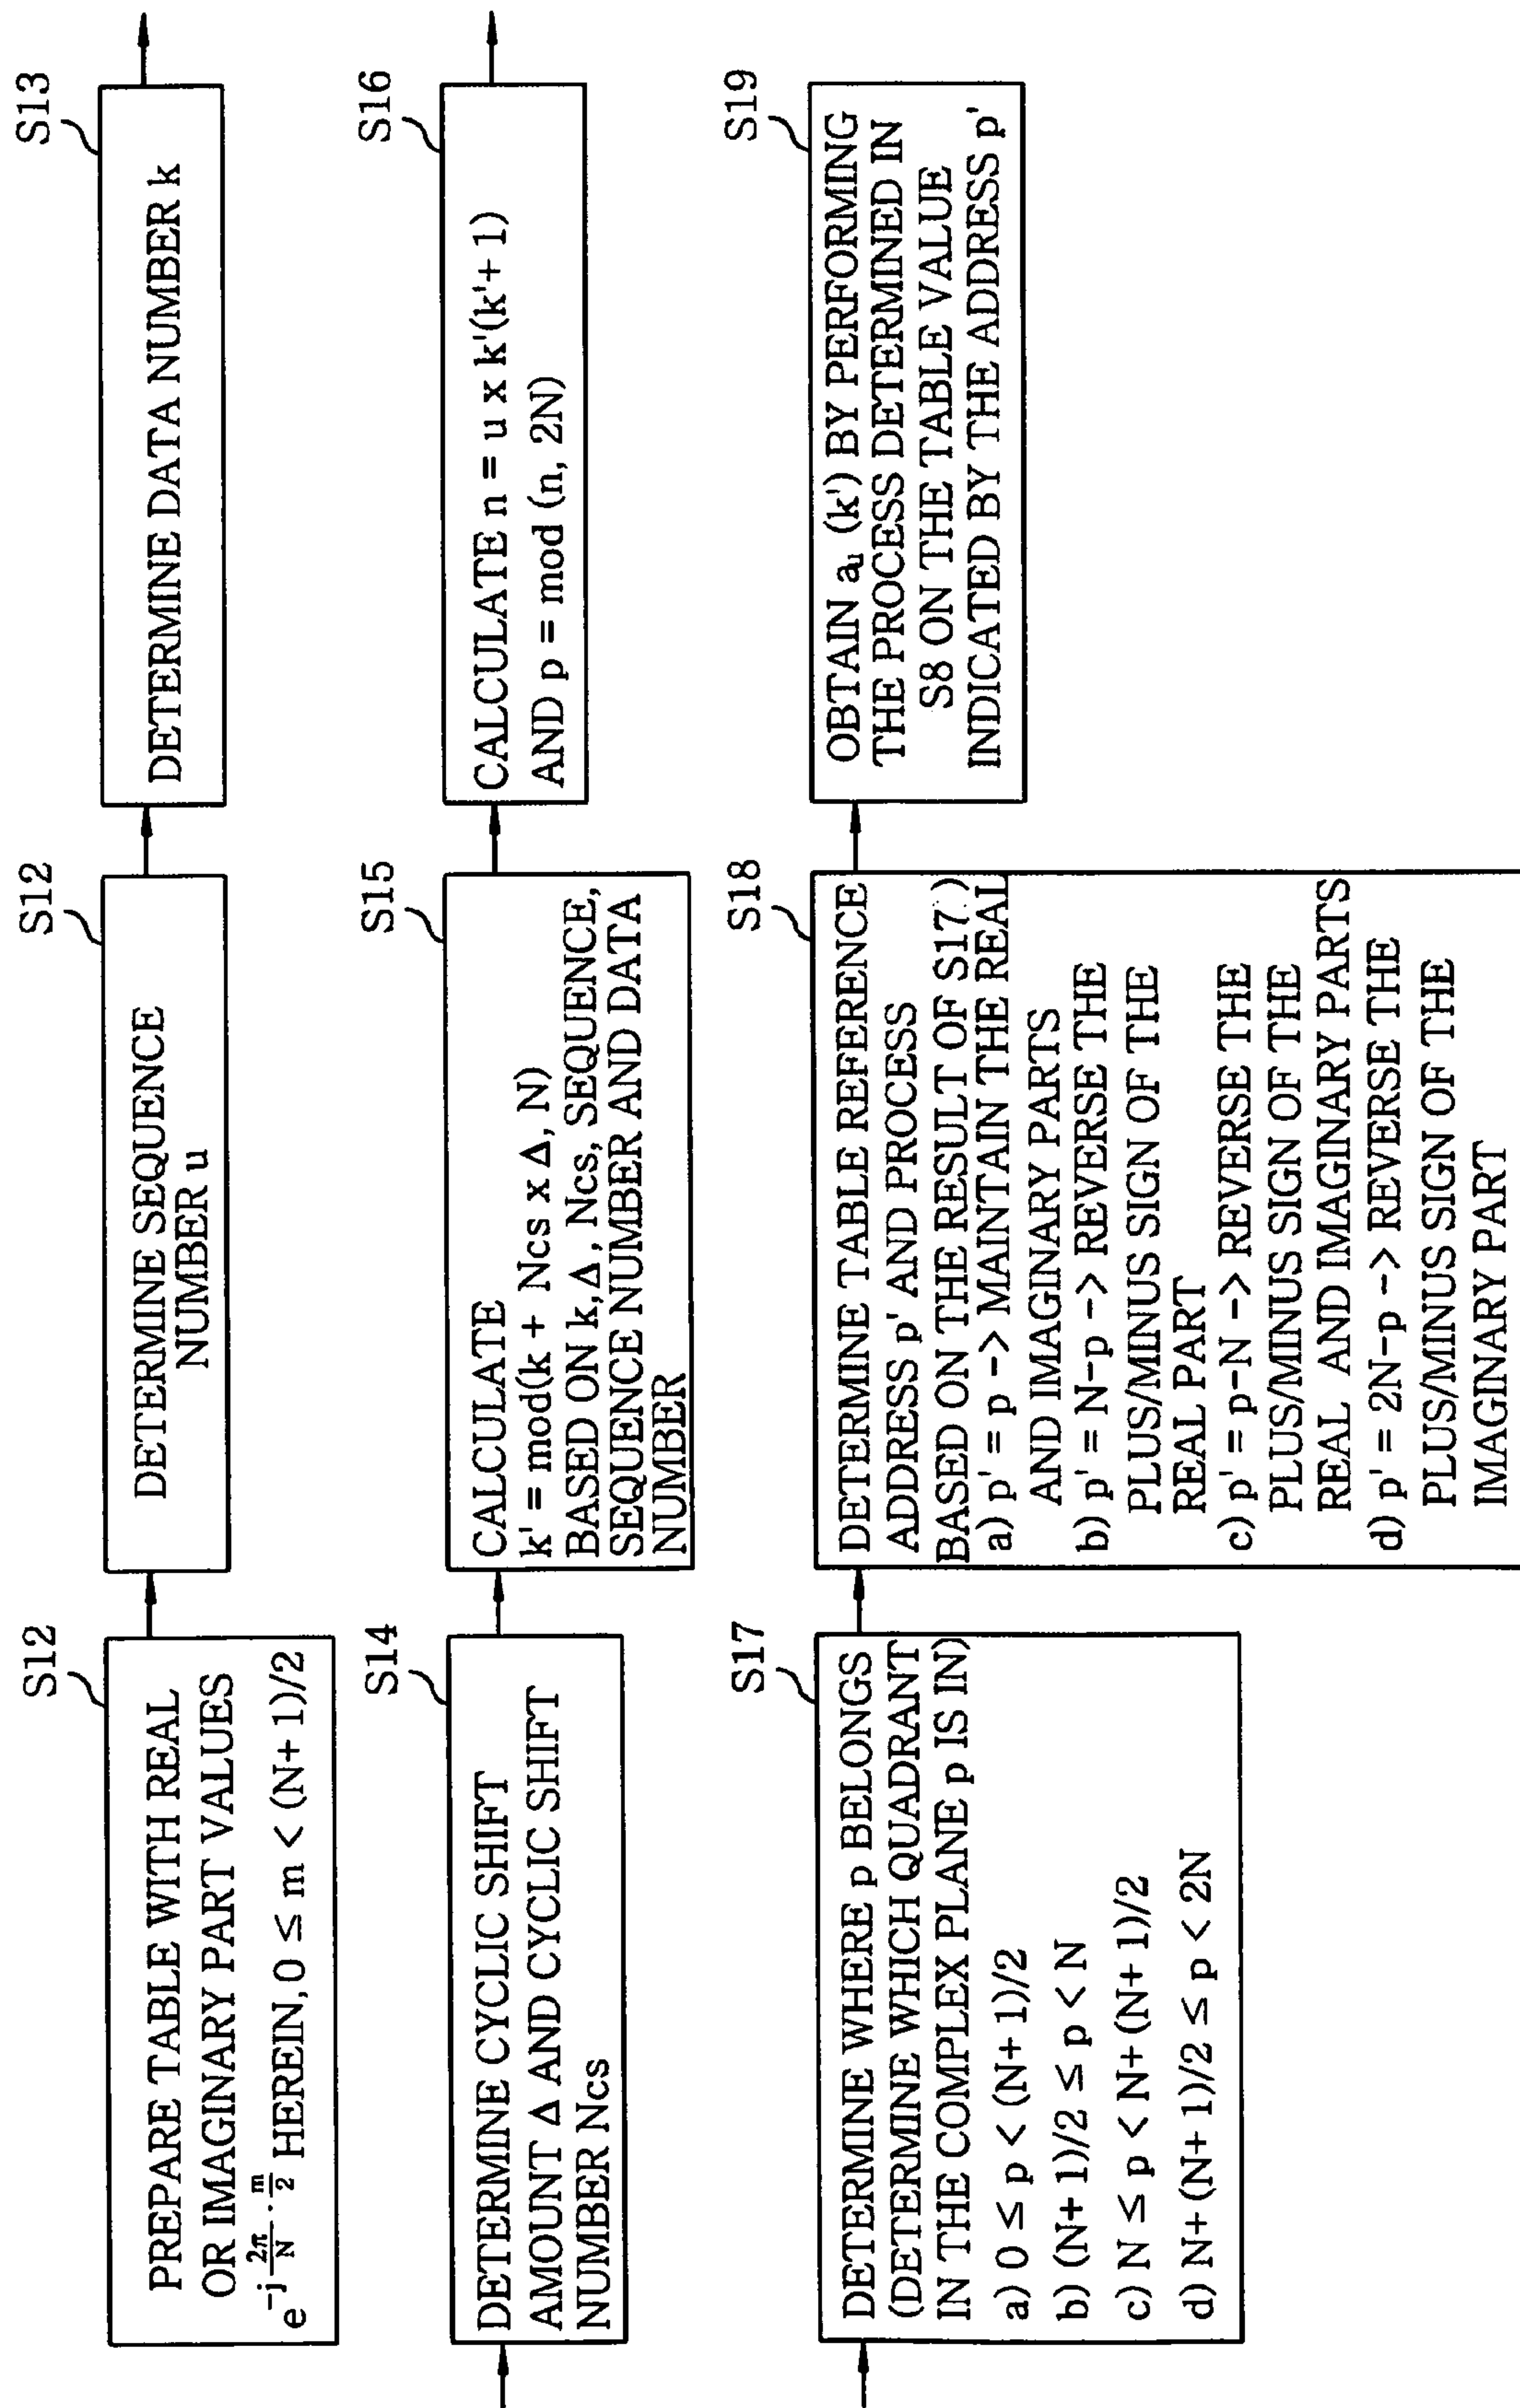 S12
PREPARE TABLE WITH REAL
OR IMAGINARY PART VALUES
e^{-j\frac{2π}{N}·\frac{m}{2}} HEREIN, 0 ≤ m < (N+1)/2
S12
DETERMINE SEQUENCE
NUMBER u
S13
DETERMINE DATA NUMBER k
S14
DETERMINE CYCLIC SHIFT
AMOUNT Δ AND CYCLIC SHIFT
NUMBER Ncs
S15
CALCULATE
k' = mod(k + Ncs x Δ, N)
BASED ON k, Δ, Ncs, SEQUENCE,
SEQUENCE NUMBER AND DATA
NUMBER
S16
CALCULATE n = u x k'(k'+1)
AND p = mod (n, 2N)
S17
DETERMINE WHERE p BELONGS
(DETERMINE WHICH QUADRANT
IN THE COMPLEX PLANE p IS IN)
a) 0 ≤ p < (N+1)/2
b) (N+1)/2 ≤ p < N
c) N ≤ p < N+(N+1)/2
d) N+(N+1)/2 ≤ p < 2N
S18
DETERMINE TABLE REFERENCE
ADDRESS p' AND PROCESS
BASED ON THE RESULT OF S17)
a) p' = p -> MAINTAIN THE REAL
AND IMAGINARY PARTS
b) p' = N-p -> REVERSE THE
PLUS/MINUS SIGN OF THE
REAL PART
c) p' = p-N -> REVERSE THE
PLUS/MINUS SIGN OF THE
REAL AND IMAGINARY PARTS
d) p' = 2N-p -> REVERSE THE
PLUS/MINUS SIGN OF THE
IMAGINARY PART
S19
OBTAIN a_u (k') BY PERFORMING
THE PROCESS DETERMINED IN
S8 ON THE TABLE VALUE
INDICATED BY THE ADDRESS p'